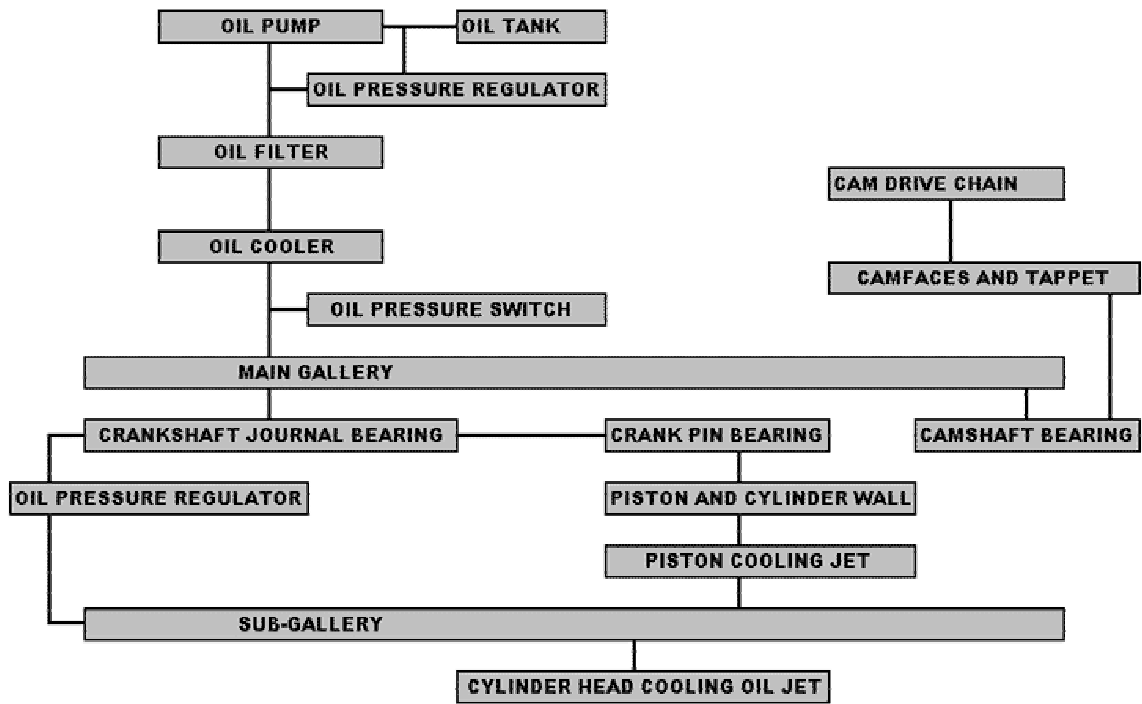 OIL PUMP
OIL TANK
OIL PRESSURE REGULATOR
OIL FILTER
CAM DRIVE CHAIN
OIL COOLER
CAMFACES AND TAPPET
OIL PRESSURE SWITCH
MAIN GALLERY
CRANKSHAFT JOURNAL BEARING
CRANK PIN BEARING
CAMSHAFT BEARING
OIL PRESSURE REGULATOR
PISTON AND CYLINDER WALL
PISTON COOLING JET
SUB-GALLERY
CYLINDER HEAD COOLING OIL JET